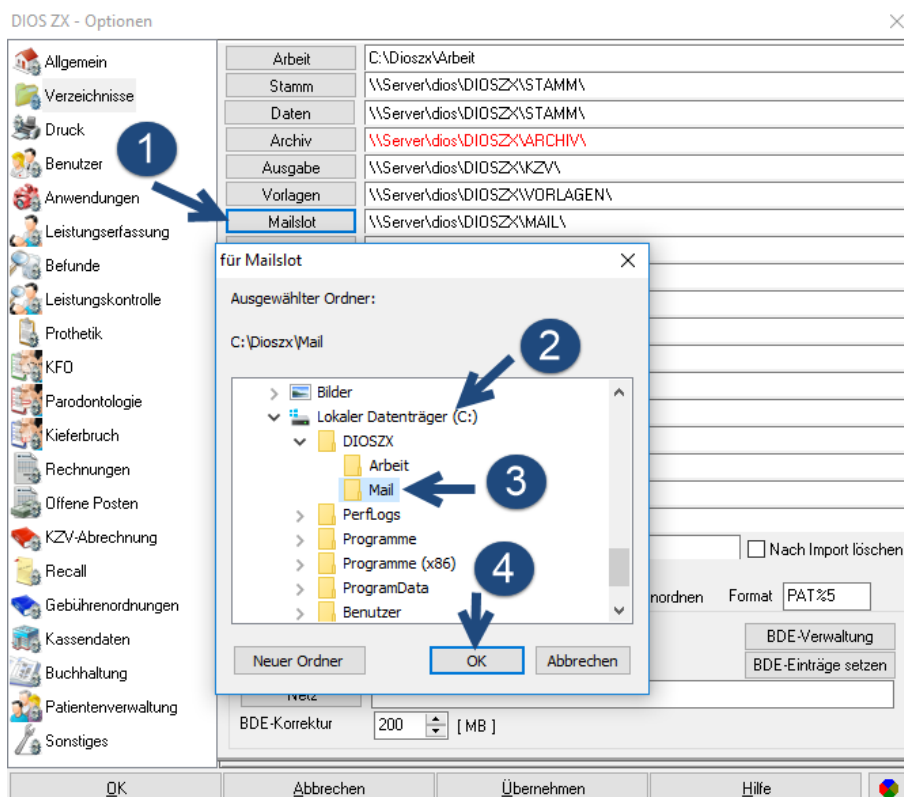 DIOS ZX - Optionen
Allgemein
Verzeichnisse
Druck
Benutzer
Anwendungen
Leistungserfassung
Befunde
Leistungskontrolle
Prothetik
KFO
Parodontologie
Kieferbruch
Rechnungen
Offene Posten
KZV-Abrechnung
Recall
Gebührenordnungen
Kassendaten
Buchhaltung
Patientenverwaltung
Sonstiges
Arbeit C:\Dioszx\Arbeit
Stamm \\Server\dios\DIOSZX\STAMM\
Daten \\Server\dios\DIOSZX\STAMM\
Archiv \\Server\dios\DIOSZX\ARCHIV\
Ausgabe \\Server\dios\DIOSZX\KZV\
Vorlagen \\Server\dios\DIOSZX\VORLAGEN\
Mailslot \\Server\dios\DIOSZX\MAIL\
1
für Mailslot
Ausgewählter Ordner:
C:\Dioszx\Mail
2
Bilder
Lokaler Datenträger (C:)
DIOSZX
Arbeit
Mail
3
PerfLogs
Programme
Programme (x86)
4
ProgramData
Benutzer
Neuer Ordner OK Abbrechen
Nach Import löschen
nordnen Format PAT%5
BDE-Verwaltung
BDE-Einträge setzen
Netz
BDE-Korrektur 200 [ MB ]
OK Abbrechen Übernehmen Hilfe